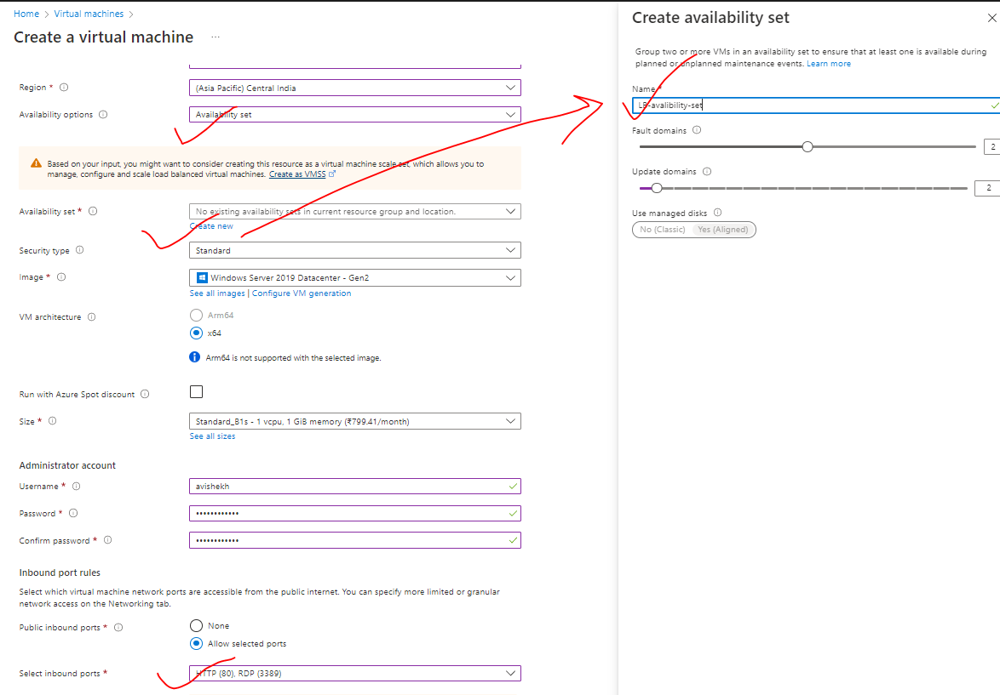 Home > Virtual machines >
Create a virtual machine ...
Region *
(Asia Pacific) Central India
Availability options
Availability set
Based on your input, you might want to consider creating this resource as a virtual machine scale set, which allows you to
manage, configure and scale load balanced virtual machines. Create as VMSS
Availability set *
No existing availability sets in current resource group and location.
Create new
Security type
Standard
Image *
Windows Server 2019 Datacenter - Gen2
See all images | Configure VM generation
VM architecture
Arm64
x64
Arm64 is not supported with the selected image.
Run with Azure Spot discount
Size *
Standard_B1s - 1 vcpu, 1 GiB memory (₹799.41/month)
See all sizes
Administrator account
Username *
avishekh
Password *
••••••••••••
Confirm password *
••••••••••••
Inbound port rules
Select which virtual machine network ports are accessible from the public internet. You can specify more limited or granular
network access on the Networking tab.
Public inbound ports *
None
Allow selected ports
Select inbound ports *
HTTP (80), RDP (3389)
Create availability set
Group two or more VMs in an availability set to ensure that at least one is available during
planned or unplanned maintenance events. Learn more
Name *
LB-avalibility-set
Fault domains
2
Update domains
2
Use managed disks
No (Classic) Yes (Aligned)